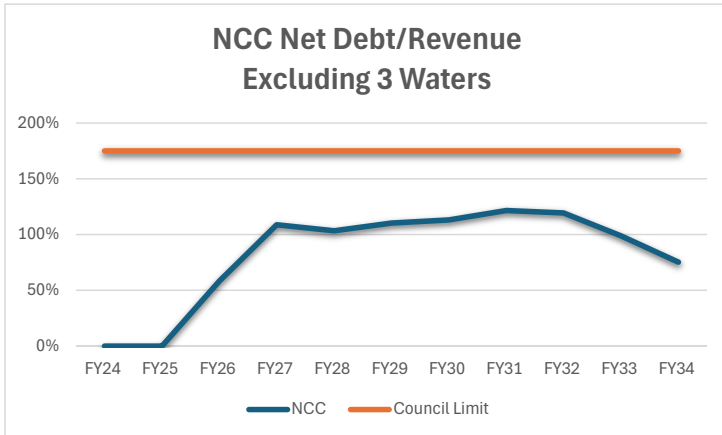 NCC Net Debt/Revenue
Excluding 3 Waters
200%
150%
100%
50%
0%
FY24 FY25 FY26 FY27 FY28 FY29 FY30 FY31 FY32 FY33 FY34
NCC Council Limit